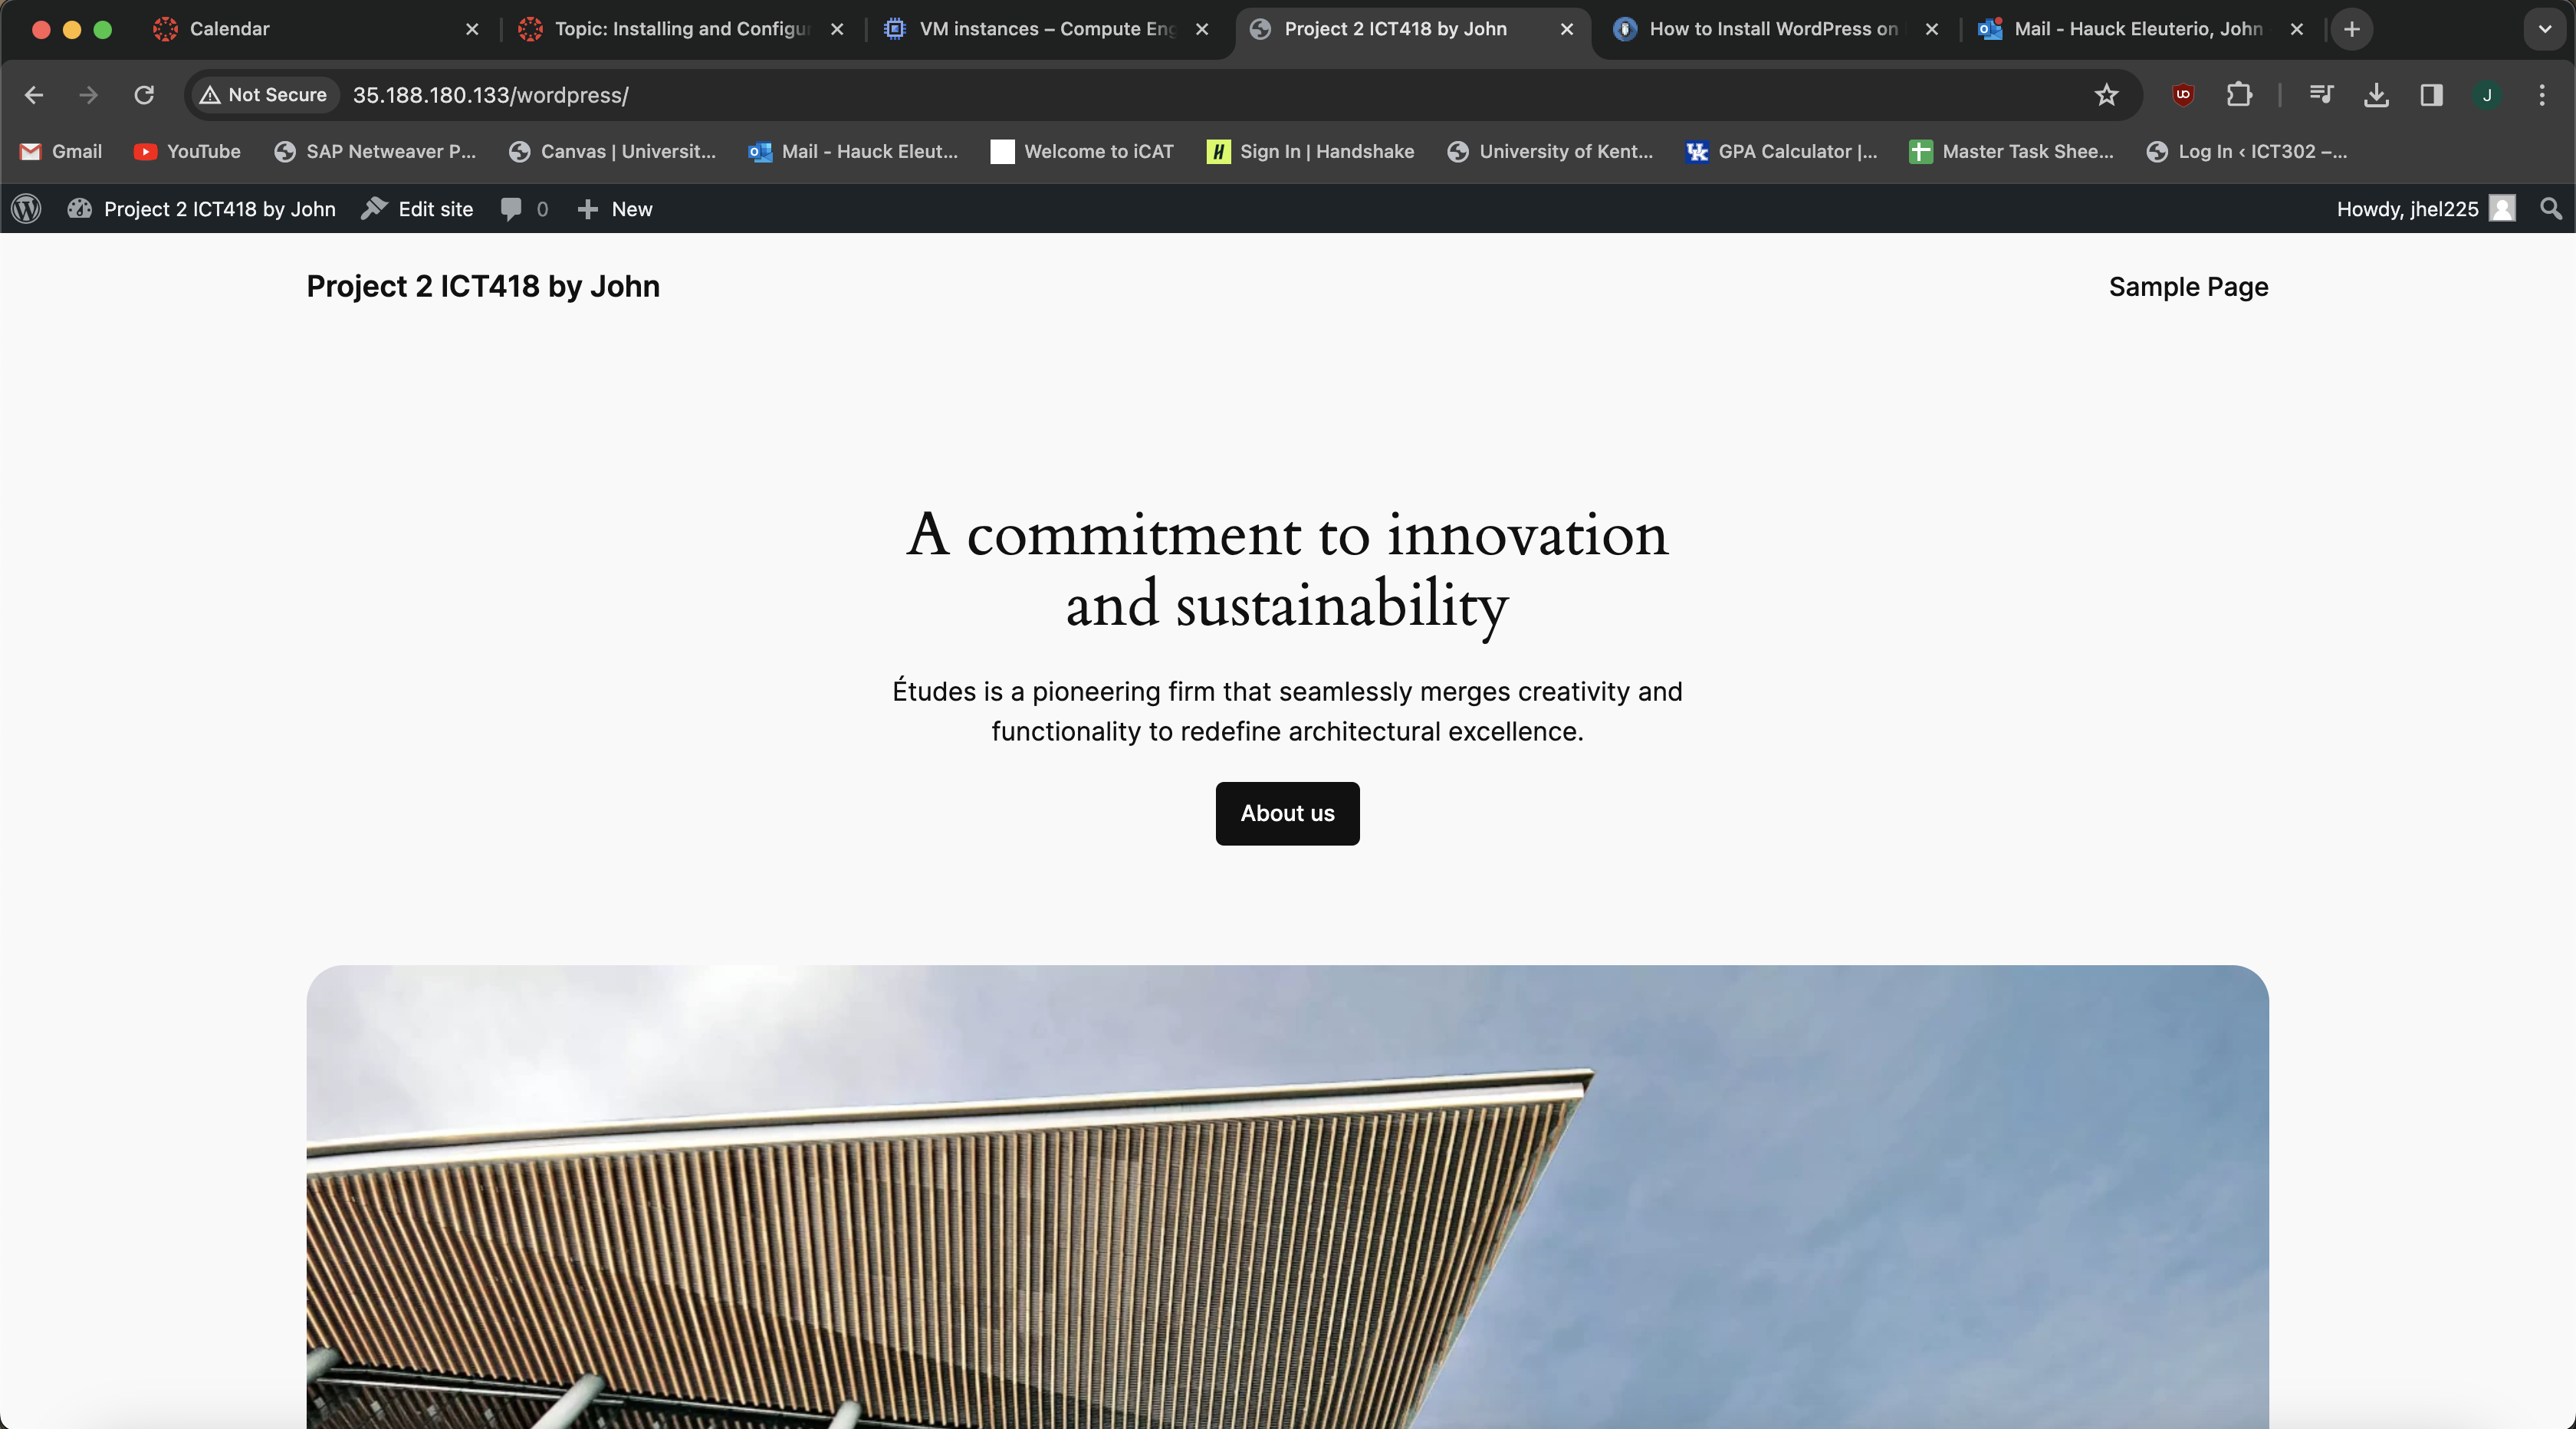 Calendar
Topic: Installing and Configur
VM instances – Compute Eng
Project 2 ICT418 by John
How to Install WordPress on
Mail - Hauck Eleuterio, John
Not Secure
35.188.180.133/wordpress/
J
Gmail
YouTube
SAP Netweaver P...
Canvas | Universit...
Mail - Hauck Eleut...
Welcome to iCAT
Sign In | Handshake
University of Kent...
GPA Calculator |...
Master Task Shee...
Log In ‹ ICT302 –...
Project 2 ICT418 by John
Edit site
0
New
Howdy, jhel225
Project 2 ICT418 by John
Sample Page
A commitment to innovation
and sustainability
Études is a pioneering firm that seamlessly merges creativity and
functionality to redefine architectural excellence.
About us